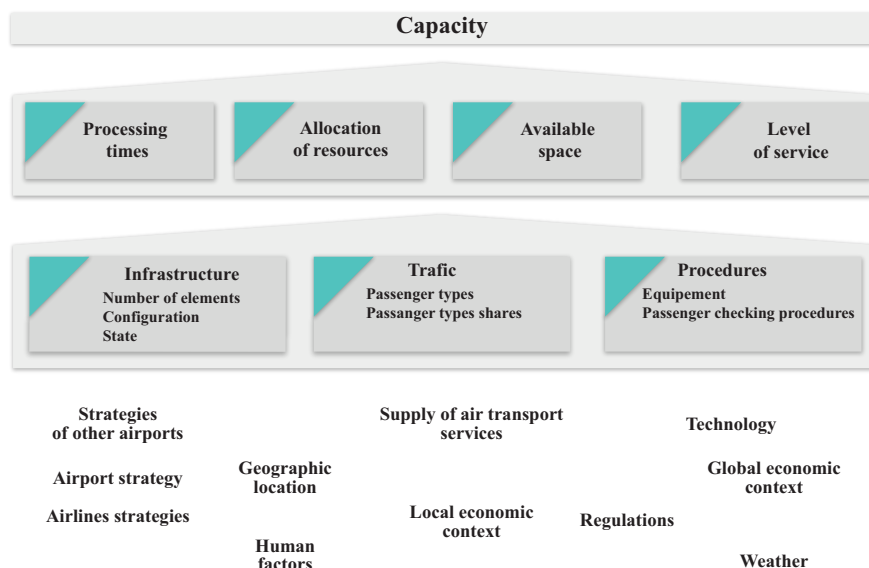 Capacity
Processing
times
Allocation
of resources
Available
space
Level
of service
Infrastructure
Number of elements
Configuration
State
Trafic
Passenger types
Passanger types shares
Procedures
Equipement
Passenger checking procedures
Strategies
of other airports
Supply of air transport
services
Technology
Airport strategy
Geographic
location
Global economic
context
Airlines strategies
Local economic
context
Regulations
Human
factors
Weather